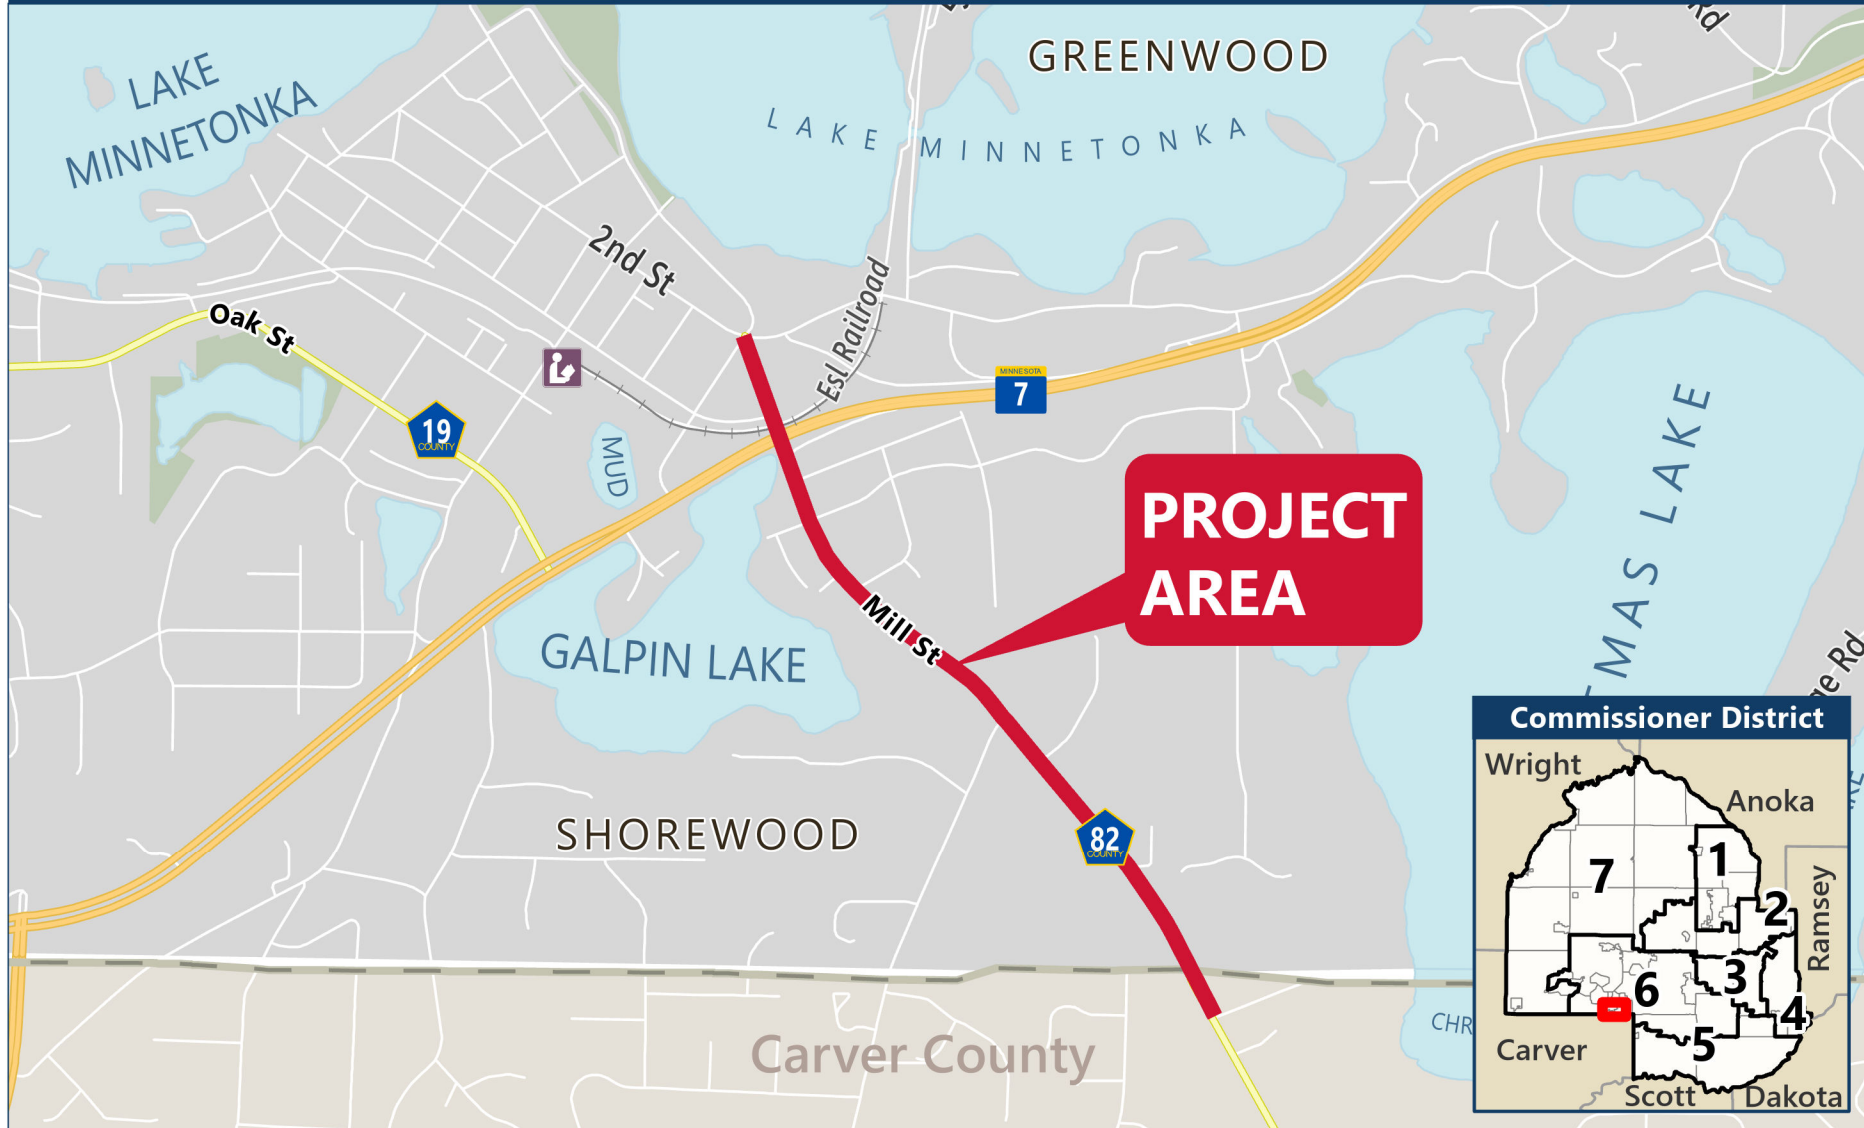 GREENWOOD
LAKE
MINNETONKA
LAKE MINNETONKA
2nd St
Esl Railroad
Oak St
MINNESOTA
7
19
COUNTY
MUD
PROJECT
AREA
MAS LAKE
Mill St
GALPIN LAKE
SHOREWOOD
82
COUNTY
CHR
Carver County
Commissioner District
Wright
Anoka
7
1
2
Ramsey
6
3
4
5
Carver
Scott
Dakota